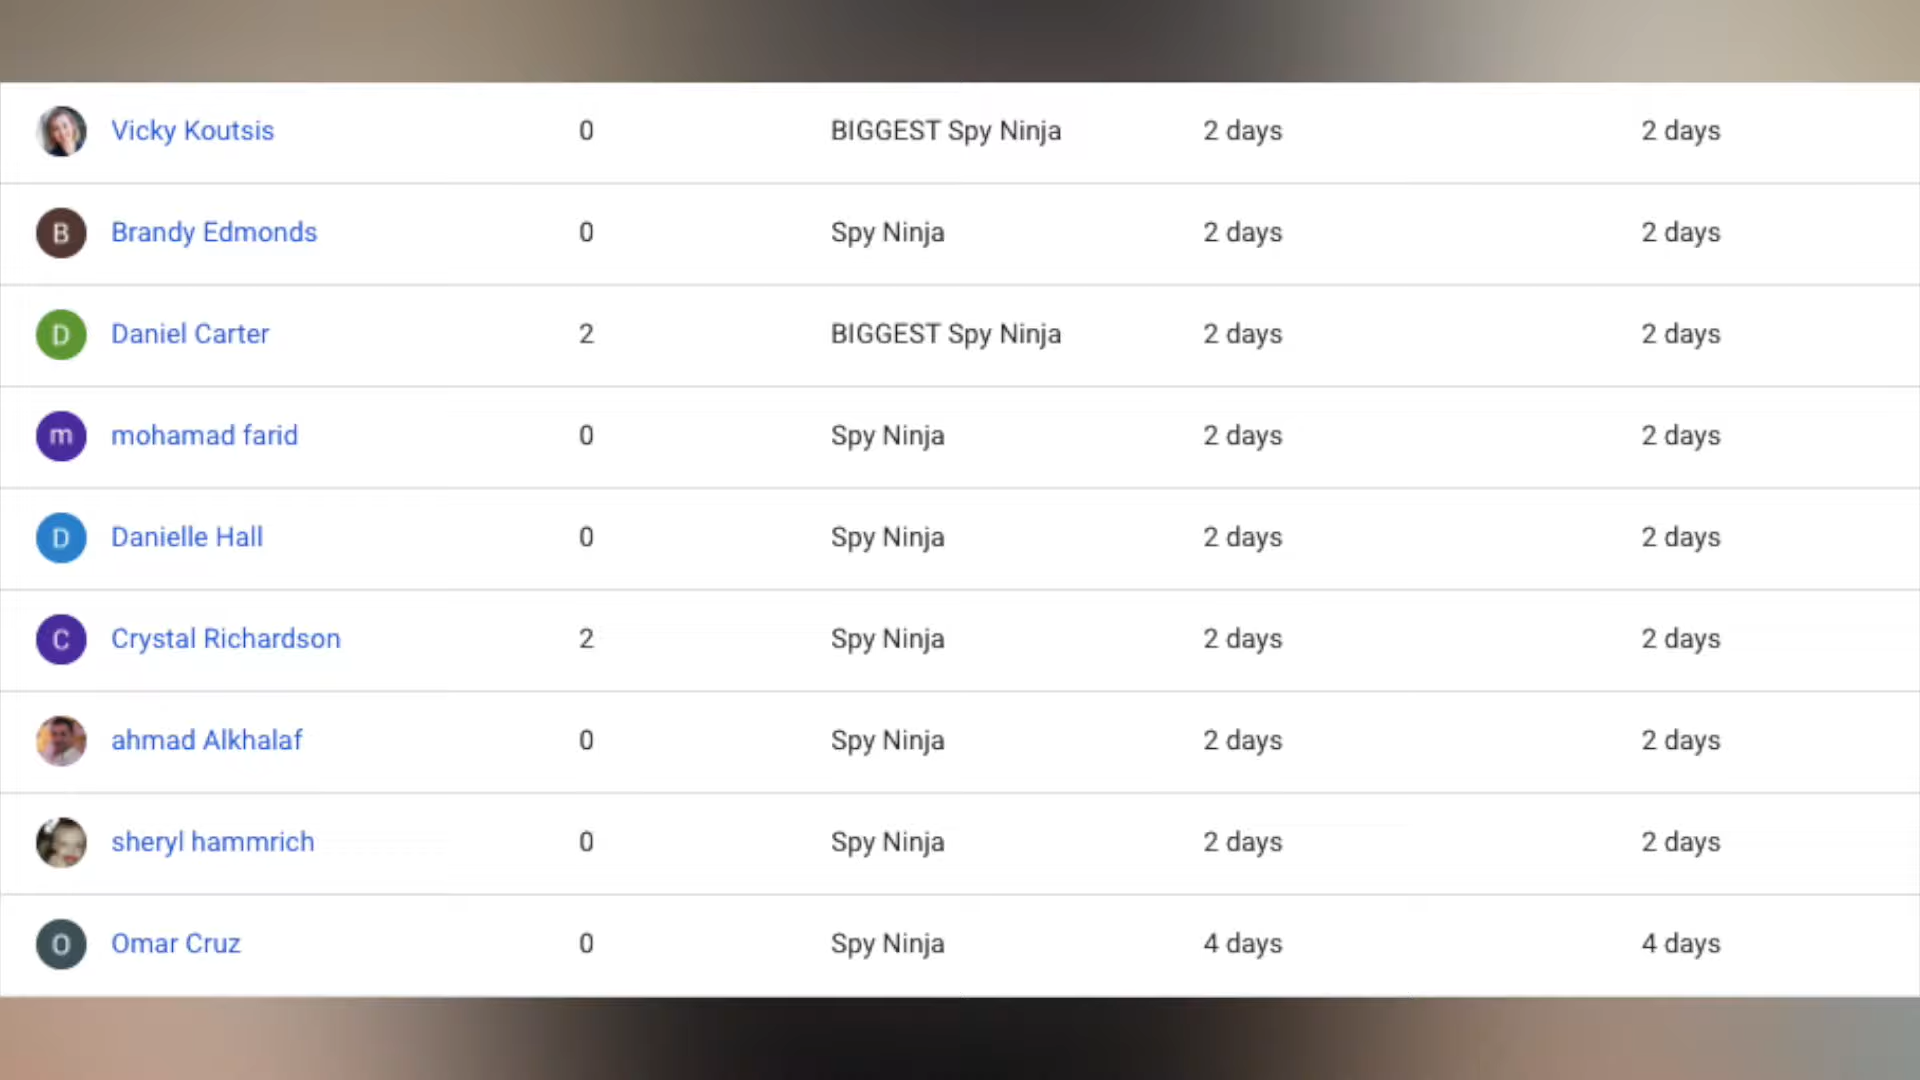 Vicky Koutsis 0 BIGGEST Spy Ninja 2 days 2 days
B Brandy Edmonds 0 Spy Ninja 2 days 2 days
D Daniel Carter 2 BIGGEST Spy Ninja 2 days 2 days
m mohamad farid 0 Spy Ninja 2 days 2 days
D Danielle Hall 0 Spy Ninja 2 days 2 days
C Crystal Richardson 2 Spy Ninja 2 days 2 days
ahmad Alkhalaf 0 Spy Ninja 2 days 2 days
sheryl hammrich 0 Spy Ninja 2 days 2 days
O Omar Cruz 0 Spy Ninja 4 days 4 days